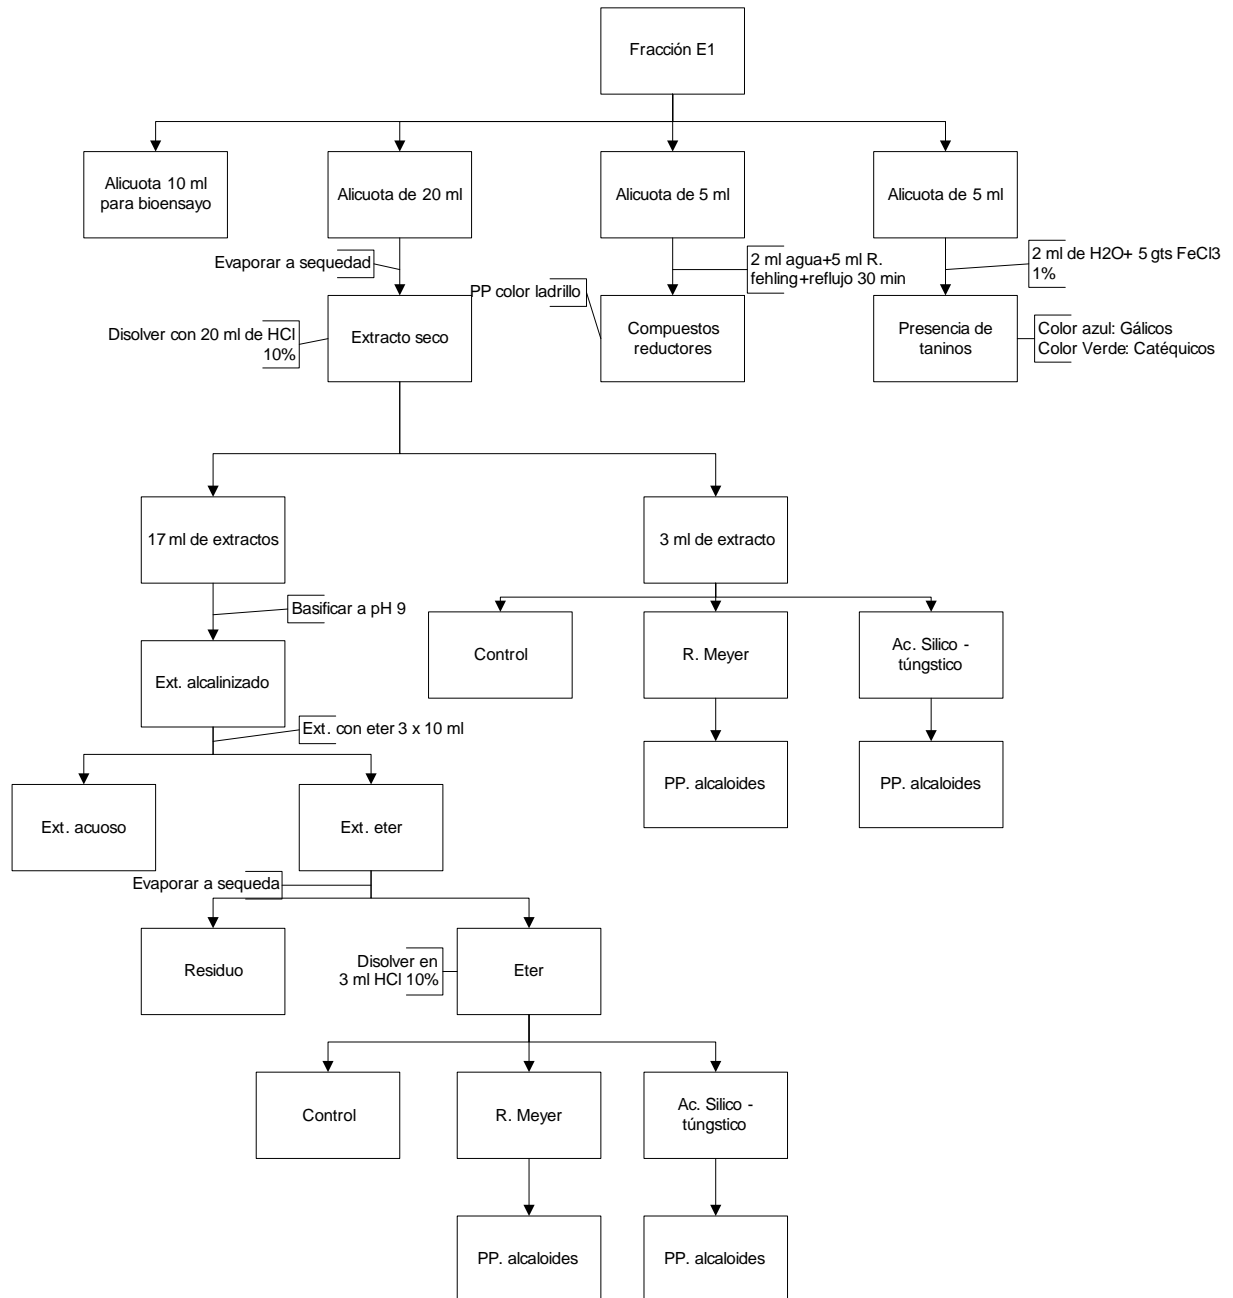 Fracción E1
Alicuota 10 ml
para bioensayo
Alicuota de 20 ml
Alicuota de 5 ml
Alicuota de 5 ml
Evaporar a sequedad
2 ml agua+5 ml R.
fehling+reflujo 30 min
2 ml de H2O+ 5 gts FeCl3
1%
PP color ladrillo
Disolver con 20 ml de HCl
10%
Extracto seco
Compuestos
reductores
Presencia de
taninos
Color azul: Gálicos
Color Verde: Catéquicos
17 ml de extractos
3 ml de extracto
Basificar a pH 9
Ext. alcalinizado
Control
R. Meyer
Ac. Silico -
túngstico
Ext. con eter 3 x 10 ml
PP. alcaloides
PP. alcaloides
Ext. acuoso
Ext. eter
Evaporar a sequeda
Residuo
Disolver en
3 ml HCl 10%
Eter
Control
R. Meyer
Ac. Silico -
túngstico
PP. alcaloides
PP. alcaloides